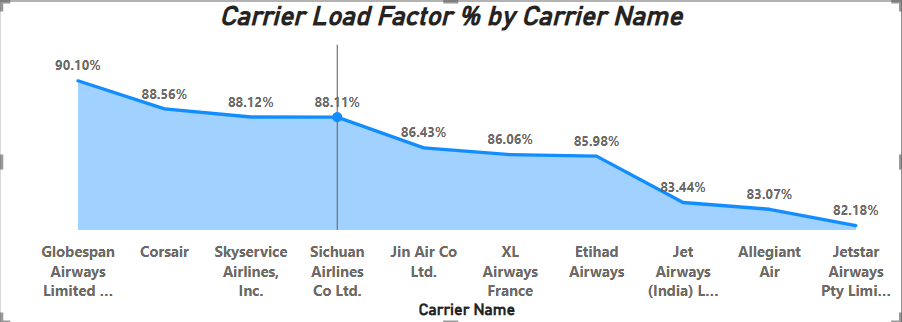 Carrier Load Factor % by Carrier Name
90.10%
88.56%
88.12%
88.11%
86.43%
86.06%
85.98%
83.44%
83.07%
82.18%
Globespan
Airways
Limited ...
Corsair
Skyservice
Airlines,
Inc.
Sichuan
Airlines
Co Ltd.
Jin Air Co
Ltd.
XL
Airways
France
Etihad
Airways
Jet
Airways
(India) L...
Allegiant
Air
Jetstar
Airways
Pty Limi...
Carrier Name